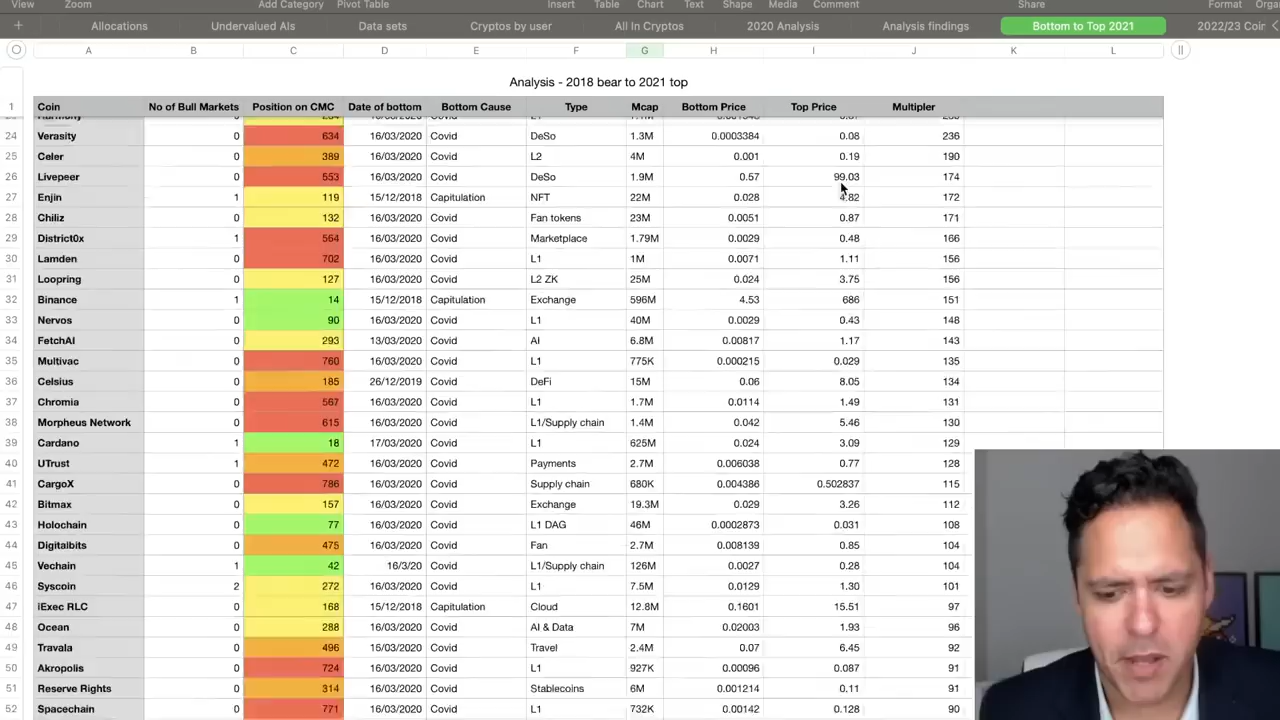 View Zoom Add Category Pivot Table Insert Table Chart Text Shape Media Comment Share Format
+ Allocations Undervalued AIs Data sets Cryptos by user All In Cryptos 2020 Analysis Analysis findings Bottom to Top 2021 2022/23 Coin
A B C D E F G H I J K L
Analysis - 2018 bear to 2021 top
1 Coin No of Bull Markets Position on CMC Date of bottom Bottom Cause Type Mcap Bottom Price Top Price Multipler
24 Verasity 0 634 16/03/2020 Covid DeSo 1.3M 0.0003384 0.08 236
25 Celer 0 389 16/03/2020 Covid L2 4M 0.001 0.19 190
26 Livepeer 0 553 16/03/2020 Covid DeSo 1.9M 0.57 99.03 174
27 Enjin 1 119 15/12/2018 Capitulation NFT 22M 0.028 4.82 172
28 Chiliz 0 132 16/03/2020 Covid Fan tokens 23M 0.0051 0.87 171
29 District0x 1 564 16/03/2020 Covid Marketplace 1.79M 0.0029 0.48 166
30 Lamden 0 702 16/03/2020 Covid L1 1M 0.0071 1.11 156
31 Loopring 0 127 16/03/2020 Covid L2 ZK 25M 0.024 3.75 156
32 Binance 1 14 15/12/2018 Capitulation Exchange 596M 4.53 686 151
33 Nervos 0 90 16/03/2020 Covid L1 40M 0.0029 0.43 148
34 FetchAI 0 293 13/03/2020 Covid AI 6.8M 0.00817 1.17 143
35 Multivac 0 760 16/03/2020 Covid L1 775K 0.000215 0.029 135
36 Celsius 0 185 26/12/2019 Covid DeFi 15M 0.06 8.05 134
37 Chromia 0 567 16/03/2020 Covid L1 1.7M 0.0114 1.49 131
38 Morpheus Network 0 615 16/03/2020 Covid L1/Supply chain 1.4M 0.042 5.46 130
39 Cardano 1 18 17/03/2020 Covid L1 625M 0.024 3.09 129
40 UTrust 1 472 16/03/2020 Covid Payments 2.7M 0.006038 0.77 128
41 CargoX 0 786 16/03/2020 Covid Supply chain 680K 0.004386 0.502837 115
42 Bitmax 0 157 16/03/2020 Covid Exchange 19.3M 0.029 3.26 112
43 Holochain 0 77 16/03/2020 Covid L1 DAG 46M 0.0002873 0.031 108
44 Digitalbits 0 475 16/03/2020 Covid Fan 2.7M 0.008139 0.85 104
45 Vechain 1 42 16/3/20 Covid L1/Supply chain 126M 0.0027 0.28 104
46 Syscoin 2 272 16/03/2020 Covid L1 7.5M 0.0129 1.30 101
47 iExec RLC 0 168 15/12/2018 Capitulation Cloud 12.8M 0.1601 15.51 97
48 Ocean 0 288 16/03/2020 Covid AI & Data 7M 0.02003 1.93 96
49 Travala 0 496 16/03/2020 Covid Travel 2.4M 0.07 6.45 92
50 Akropolis 0 724 16/03/2020 Covid L1 927K 0.00096 0.087 91
51 Reserve Rights 0 314 16/03/2020 Covid Stablecoins 6M 0.001214 0.11 91
52 Spacechain 0 771 16/03/2020 Covid L1 732K 0.00142 0.128 90